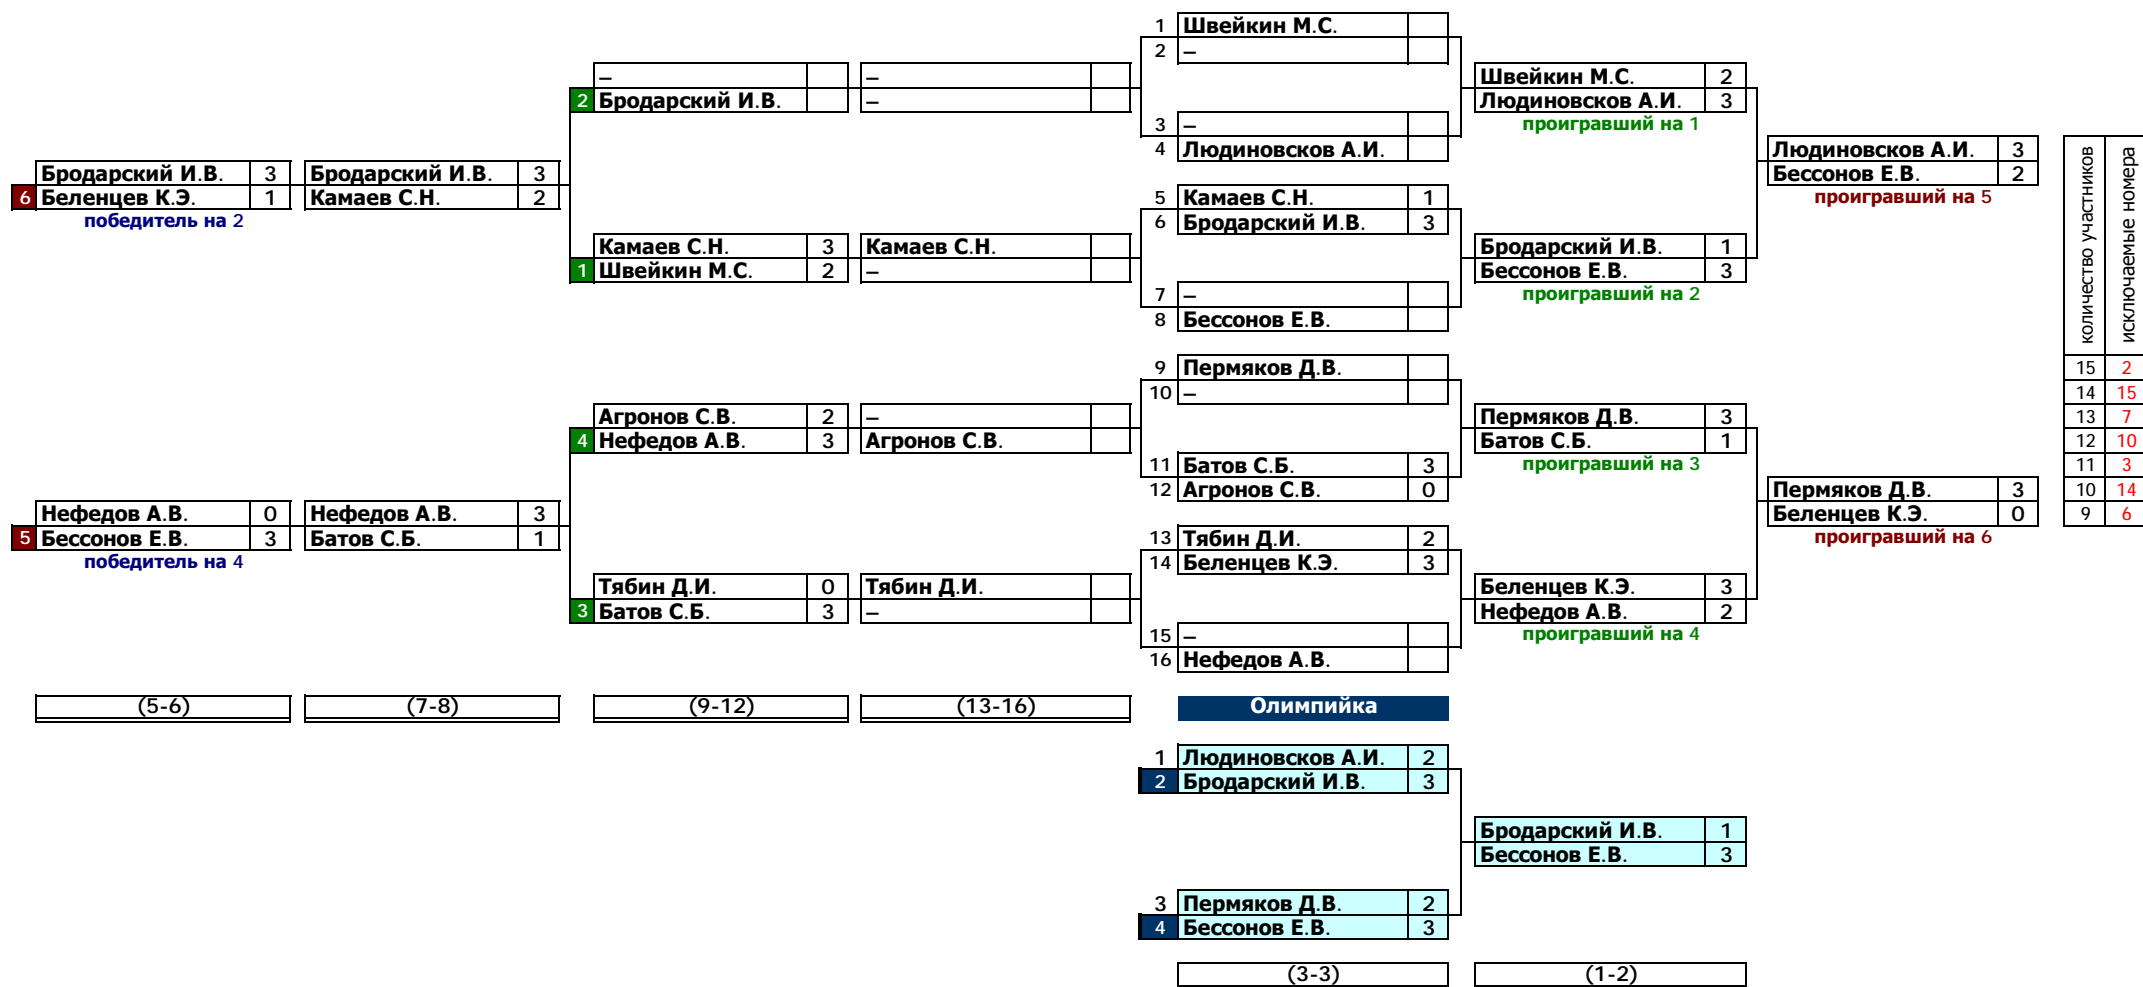 1 Швейкин М.С.
2 –
– –
2 Бродарский И.В. –
Швейкин М.С. 2
Людиновсков А.И. 3
проигравший на 1
3 –
4 Людиновсков А.И.
Людиновсков А.И. 3
Бессонов Е.В. 2
проигравший на 5
Бродарский И.В. 3 Бродарский И.В. 3
6 Беленцев К.Э. 1 Камаев С.Н. 2
победитель на 2
5 Камаев С.Н. 1
6 Бродарский И.В. 3
Камаев С.Н. 3 Камаев С.Н.
1 Швейкин М.С. 2 –
Бродарский И.В. 1
Бессонов Е.В. 3
проигравший на 2
7 –
8 Бессонов Е.В.
количество участников
исключаемые номера
15 2
14 15
13 7
12 10
11 3
10 14
9 6
9 Пермяков Д.В.
10 –
Агронов С.В. 2 –
4 Нефедов А.В. 3 Агронов С.В.
Пермяков Д.В. 3
Батов С.Б. 1
проигравший на 3
11 Батов С.Б. 3
12 Агронов С.В. 0
Пермяков Д.В. 3
Беленцев К.Э. 0
проигравший на 6
Нефедов А.В. 0 Нефедов А.В. 3
5 Бессонов Е.В. 3 Батов С.Б. 1
победитель на 4
13 Тябин Д.И. 2
14 Беленцев К.Э. 3
Тябин Д.И. 0 Тябин Д.И.
3 Батов С.Б. 3 –
Беленцев К.Э. 3
Нефедов А.В. 2
проигравший на 4
15 –
16 Нефедов А.В.
(5-6) (7-8) (9-12) (13-16) Олимпийка
1 Людиновсков А.И. 2
2 Бродарский И.В. 3
Бродарский И.В. 1
Бессонов Е.В. 3
3 Пермяков Д.В. 2
4 Бессонов Е.В. 3
(3-3) (1-2)